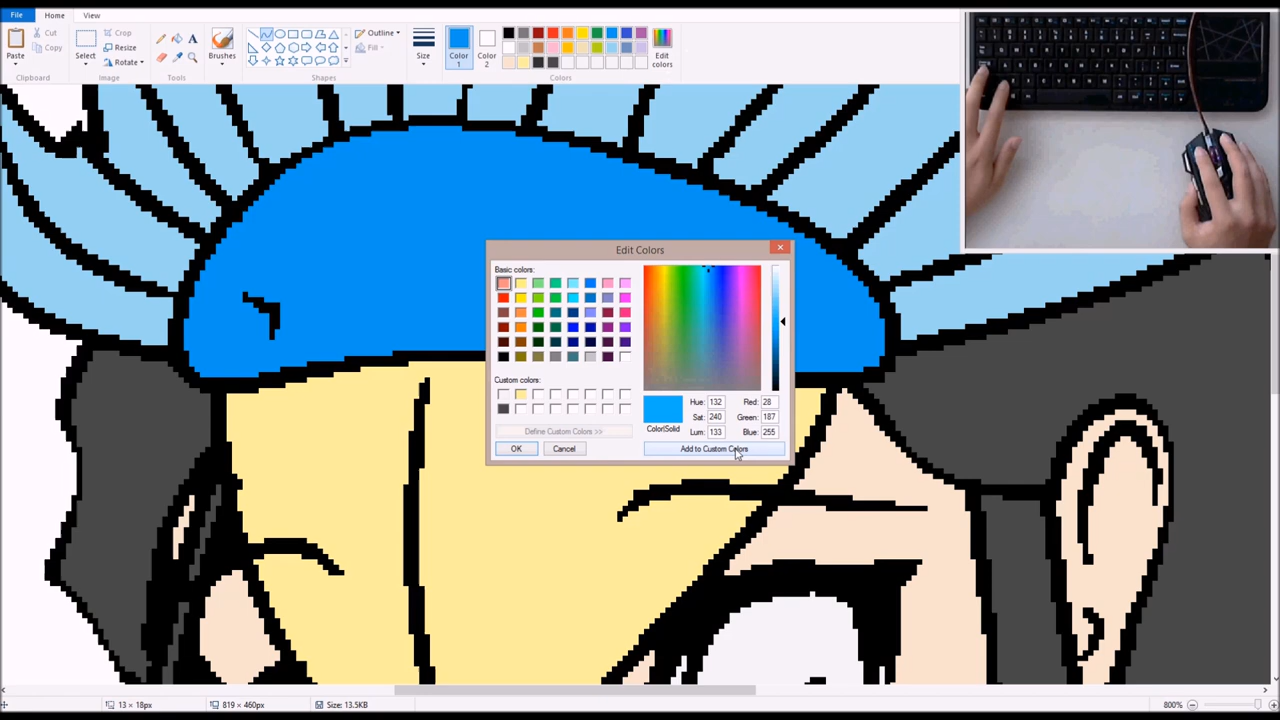 File Home View
Paste
Cut
Copy
Clipboard
Select
Crop
Resize
Rotate
Image
Tools
Brushes
Shapes
Outline
Fill
Size
Color 1
Color 2
Edit colors
Colors
Edit Colors
Basic colors:
Custom colors:
Define Custom Colors >>
OK Cancel
Color|Solid
Hue: 132 Red: 28
Sat: 240 Green: 187
Lum: 133 Blue: 255
Add to Custom Colors
13 × 18px 819 × 460px Size: 13.5KB 800%